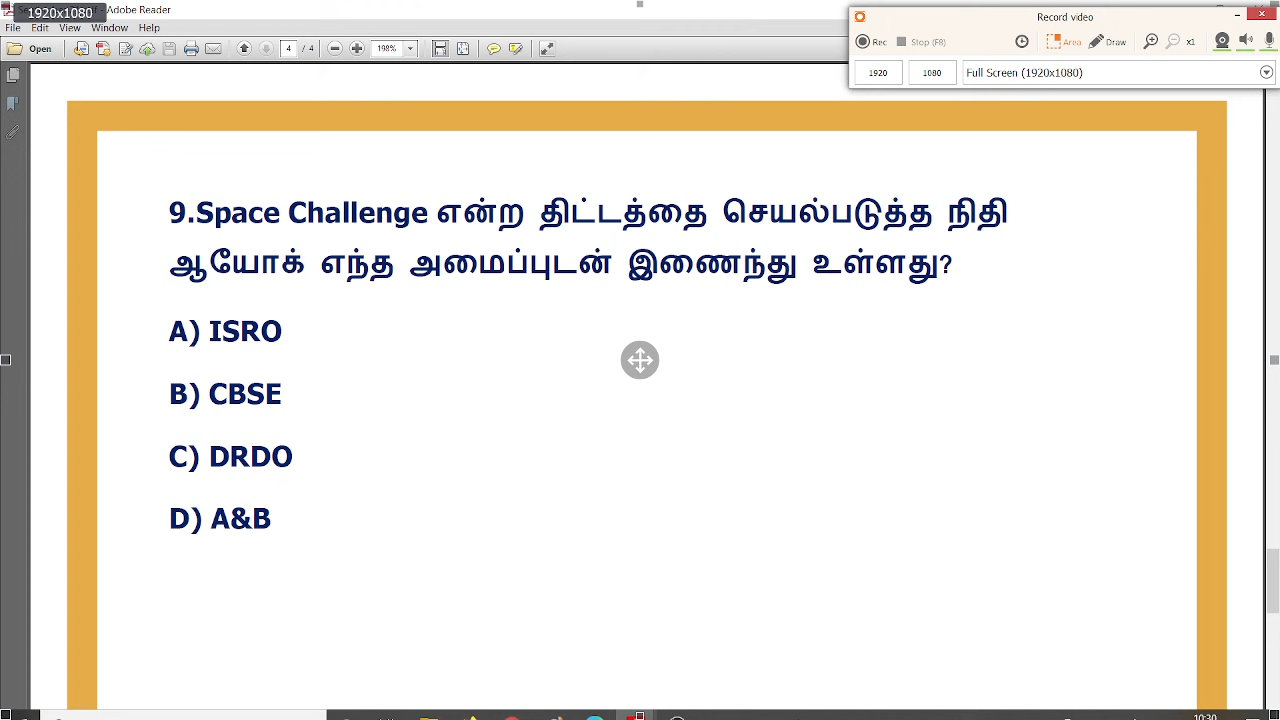 1920x1080
Adobe Reader
File Edit View Window Help
Open 4 / 4 198%
Record video
Rec Stop (F8) Area Draw x1
1920 1080 Full Screen (1920x1080)
9.Space Challenge என்ற திட்டத்தை செயல்படுத்த நிதி
ஆயோக் எந்த அமைப்புடன் இணைந்து உள்ளது?
A) ISRO
B) CBSE
C) DRDO
D) A&B
10:30